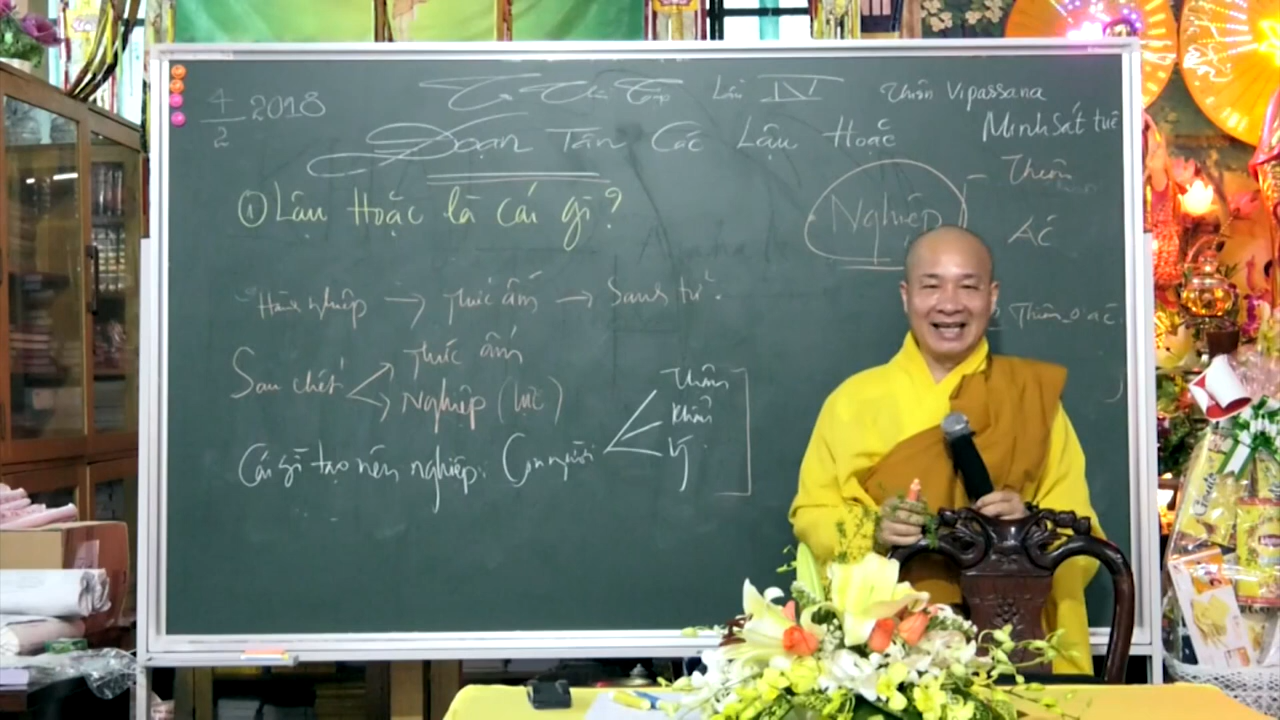 4/2 2018
Lần IV
Thiền Vipassana
Đoạn Tận Các Lậu Hoặc
Minh Sát tuệ
① Lậu Hoặc là cái gì?
Nghiệp
Thiện
ÁC
Hành nghiệp → thức ấm → Sanh tử.
Thiện_0 ác
Sau chết
Thức ấm
Nghiệp (lực)
Cái gì tạo nên nghiệp: Con người
Thân
Khẩu
Ý